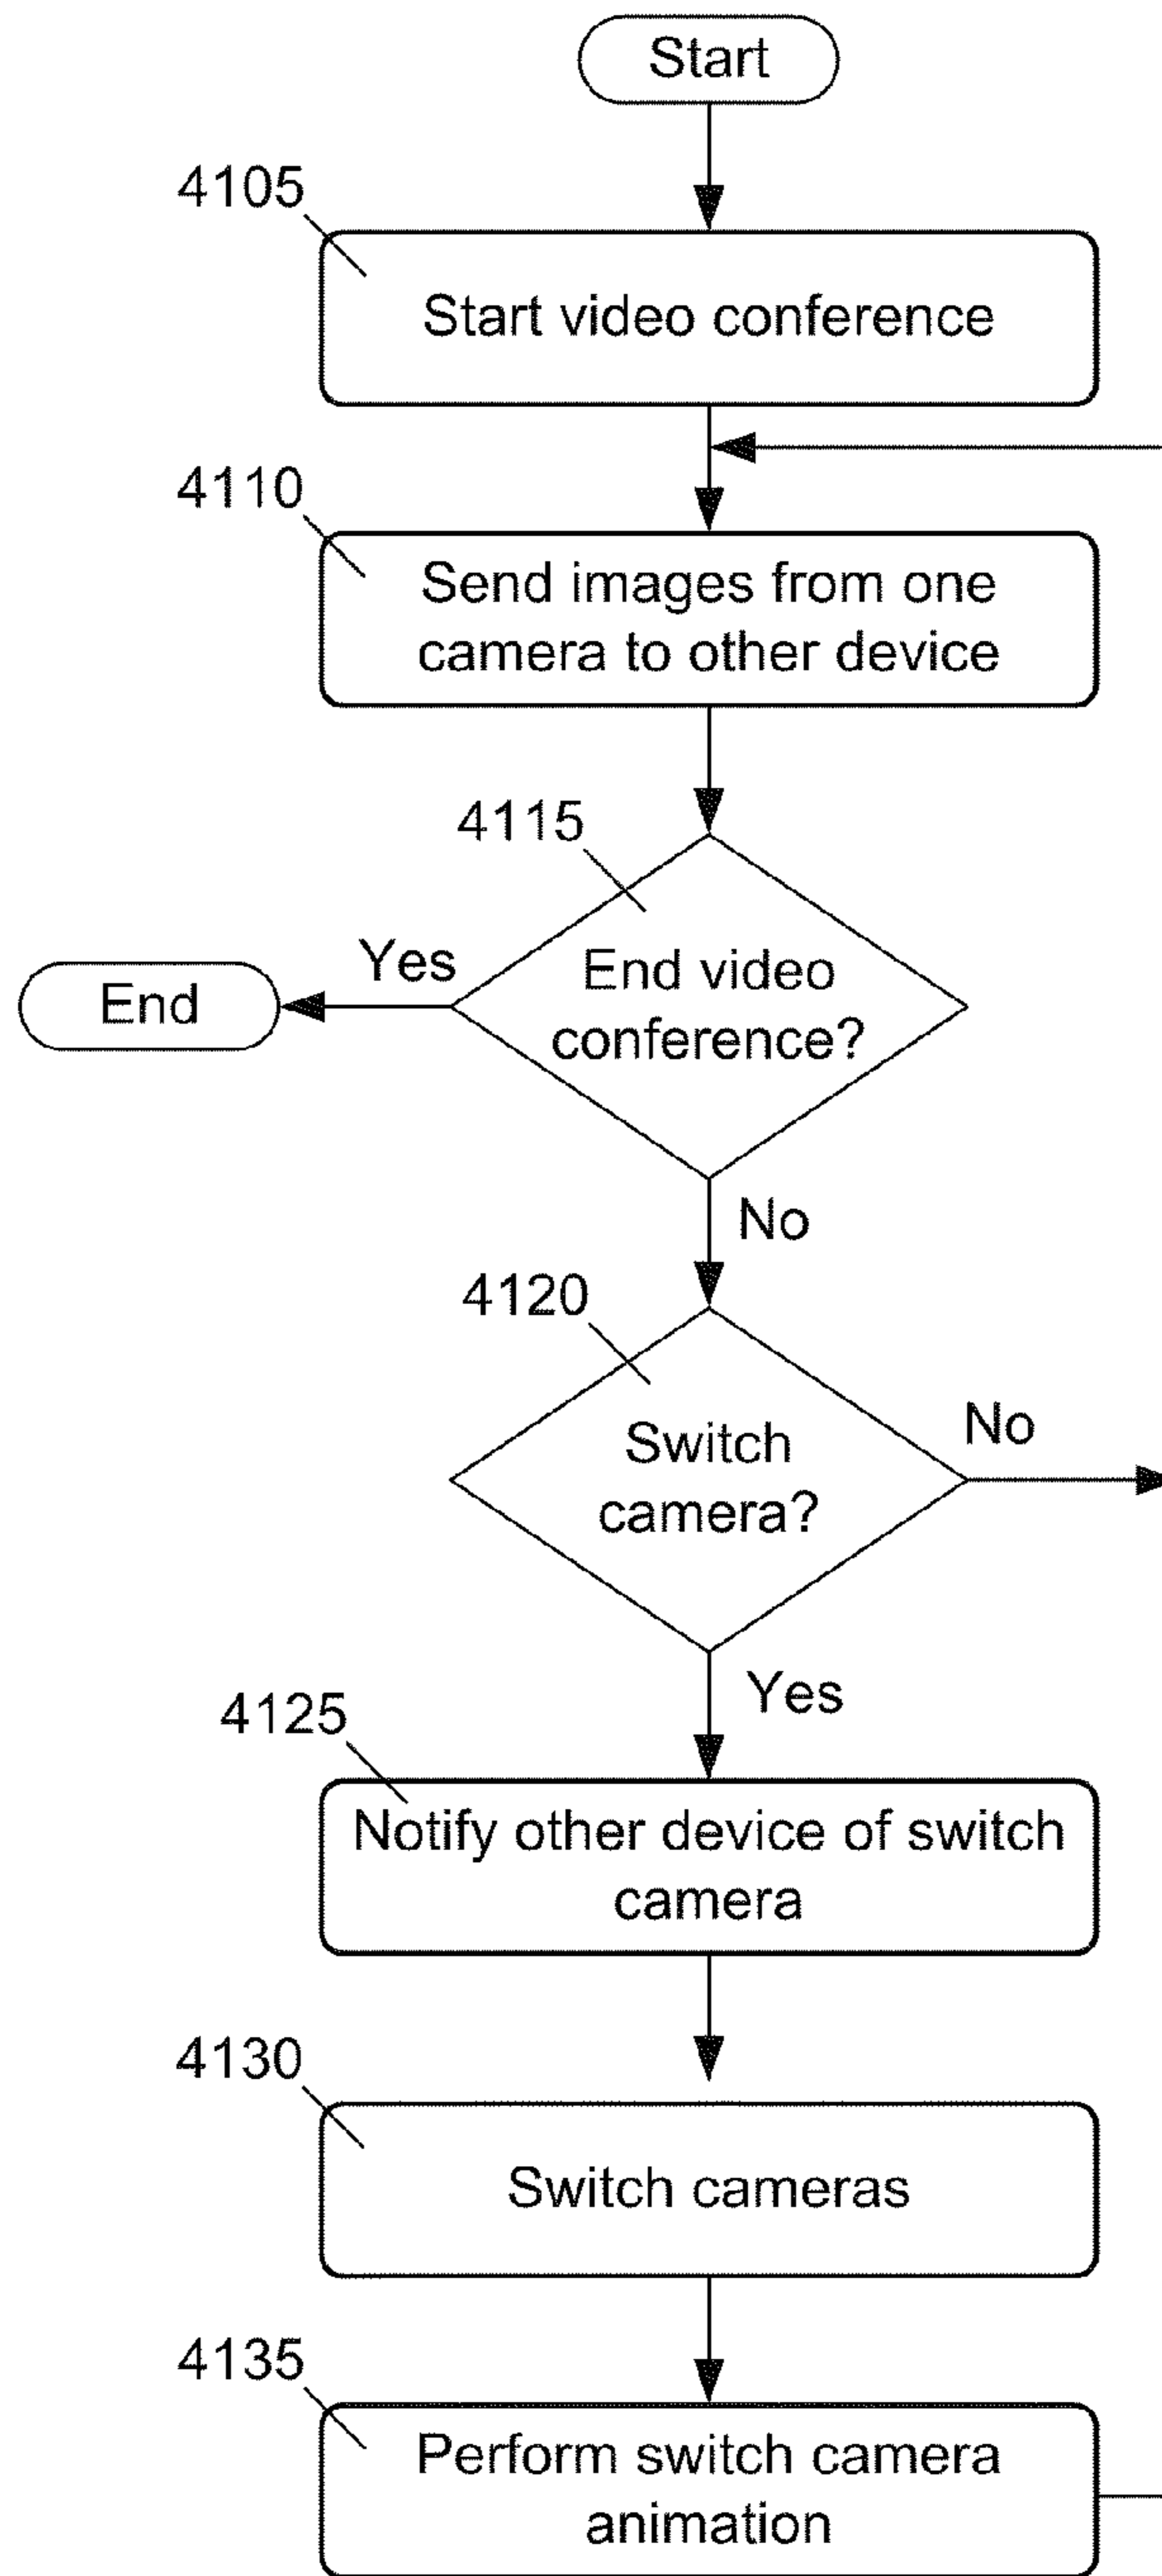 Start
4105
Start video conference
4110
Send images from one
camera to other device
4115
End video
conference?
Yes
End
No
4120
Switch
camera?
No
Yes
4125
Notify other device of switch
camera
4130
Switch cameras
4135
Perform switch camera
animation